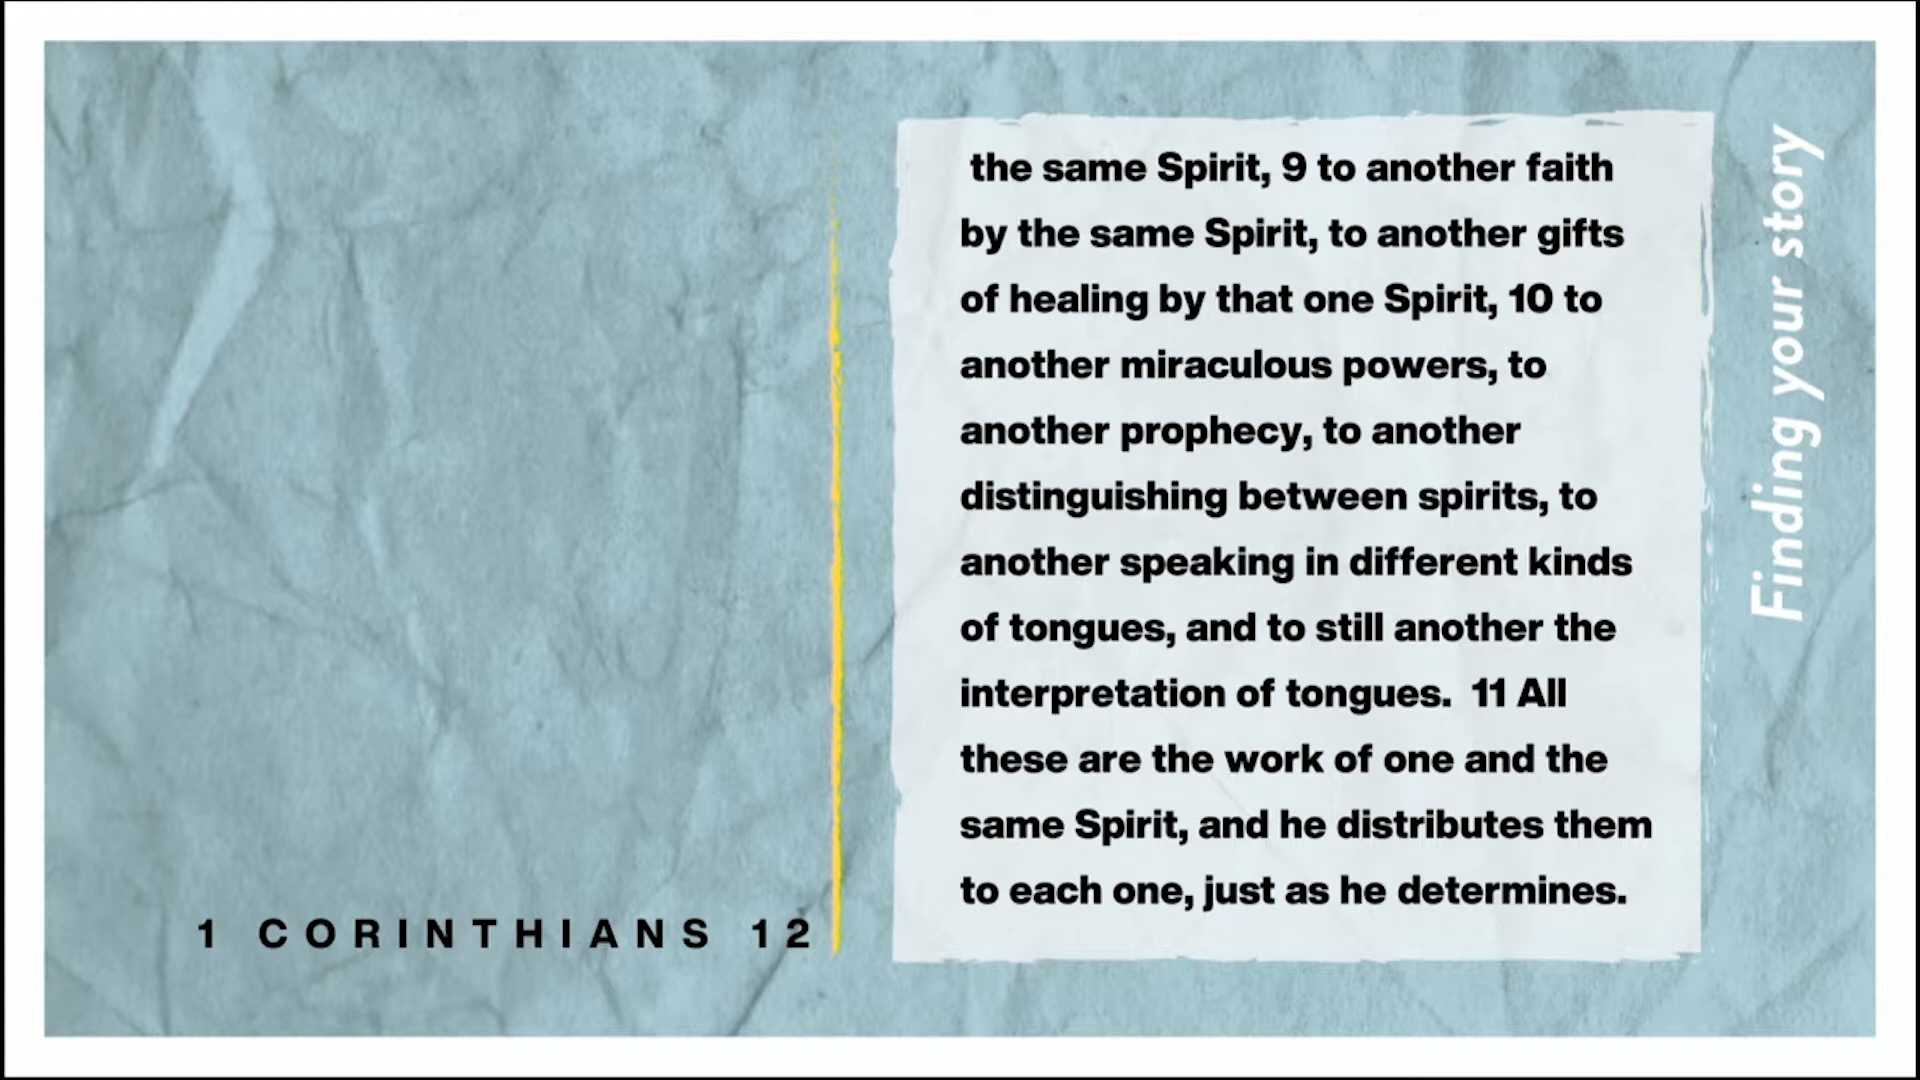 the same Spirit, 9 to another faith
by the same Spirit, to another gifts
of healing by that one Spirit, 10 to
another miraculous powers, to
another prophecy, to another
distinguishing between spirits, to
another speaking in different kinds
of tongues, and to still another the
interpretation of tongues.  11 All
these are the work of one and the
same Spirit, and he distributes them
to each one, just as he determines.
1 CORINTHIANS 12
Finding your story